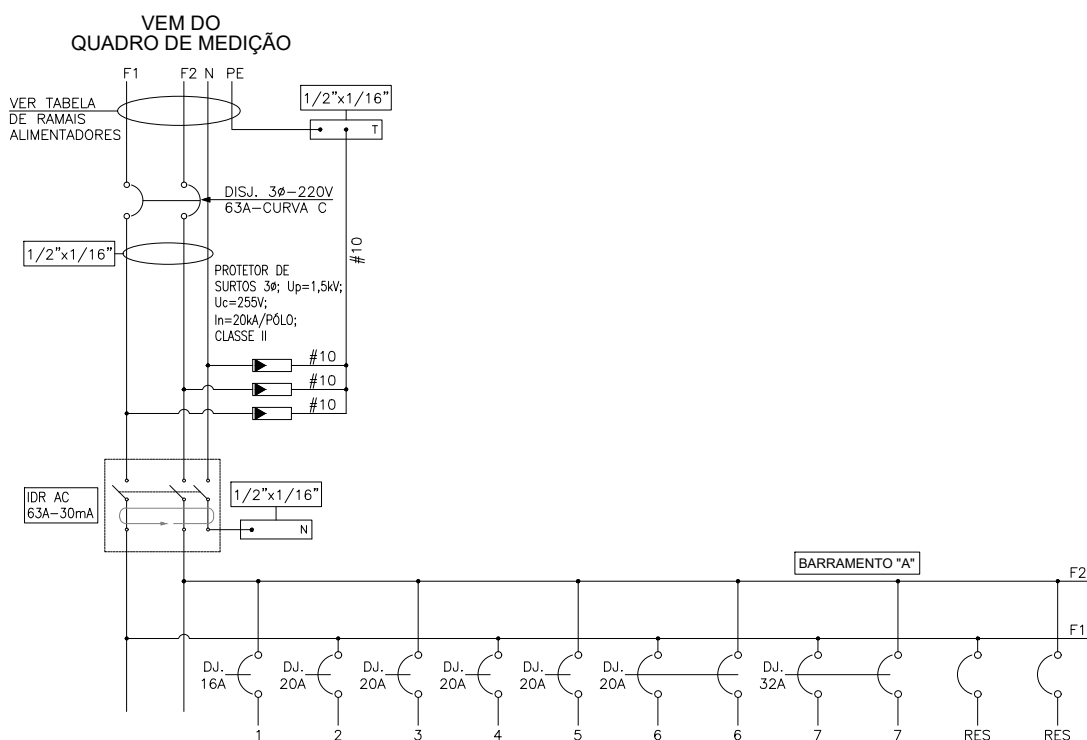 VEM DO
QUADRO DE MEDIÇÃO
F1
F2
N
PE
VER TABELA
DE RAMAIS
ALIMENTADORES
1/2"x1/16"
T
DISJ. 3ø-220V
63A-CURVA C
1/2"x1/16"
#10
PROTETOR DE
SURTOS 3ø; Up=1,5kV;
Uc=255V;
In=20kA/PÓLO;
CLASSE II
#10
#10
#10
IDR AC
63A-30mA
1/2"x1/16"
N
BARRAMENTO "A"
F2
F1
DJ.
16A
DJ.
20A
DJ.
20A
DJ.
20A
DJ.
20A
DJ.
20A
DJ.
32A
1
2
3
4
5
6
6
7
7
RES
RES